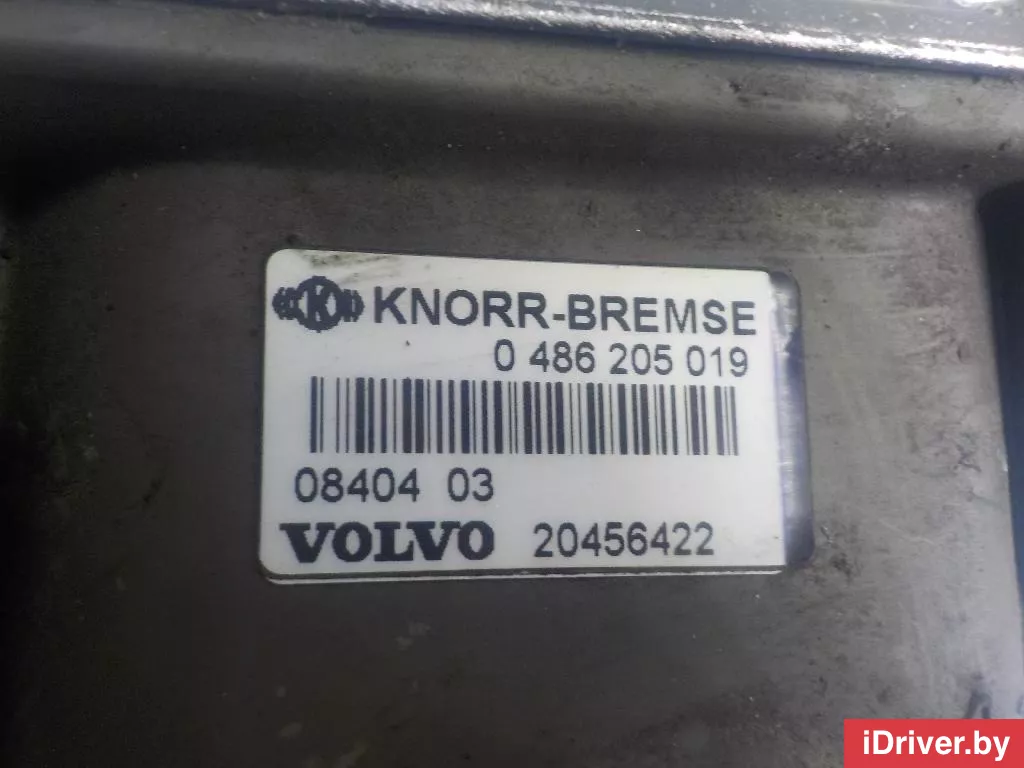 KNORR-BREMSE
0 486 205 019
08404 03
VOLVO 20456422
iDriver.by